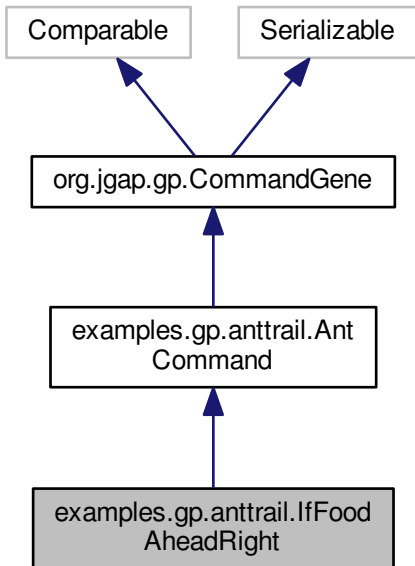 Comparable
Serializable
org.jgap.gp.CommandGene
examples.gp.anttrail.Ant
Command
examples.gp.anttrail.IfFood
AheadRight